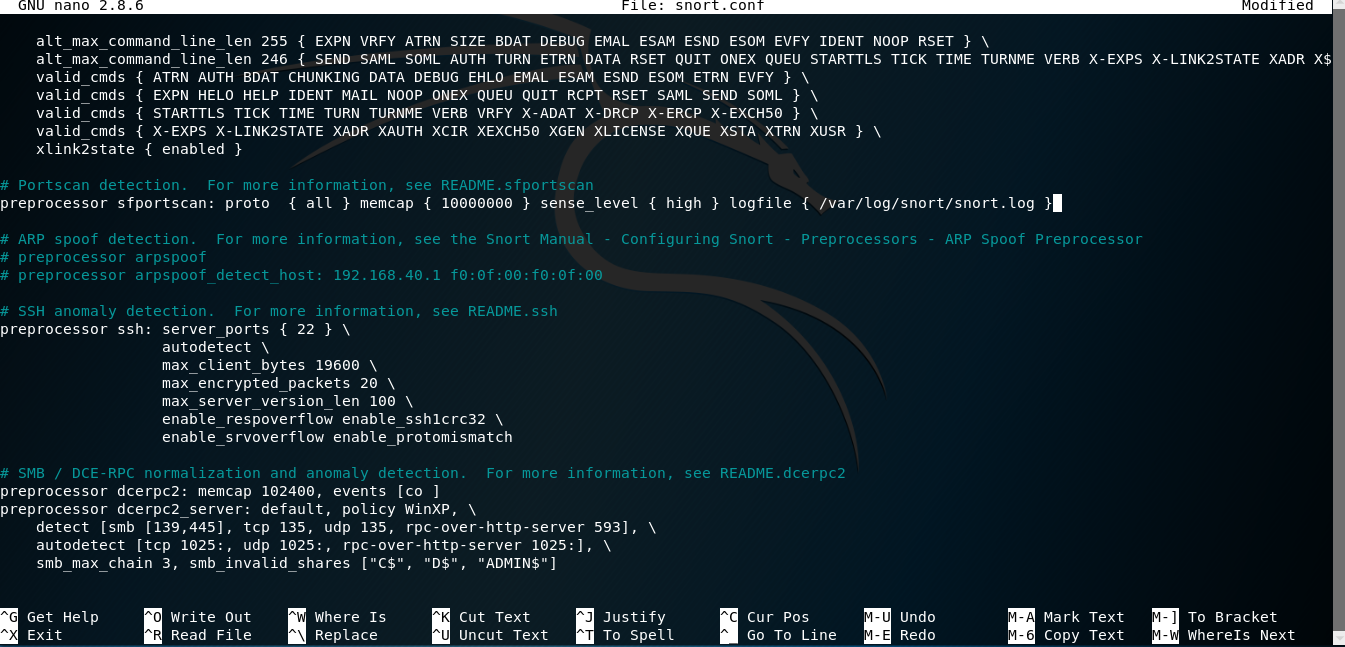 GNU nano 2.8.6 File: snort.conf Modified
alt_max_command_line_len 255 { EXPN VRFY ATRN SIZE BDAT DEBUG EMAL ESAM ESND ESOM EVFY IDENT NOOP RSET } \
alt_max_command_line_len 246 { SEND SAML SOML AUTH TURN ETRN DATA RSET QUIT ONEX QUEU STARTTLS TICK TIME TURNME VERB X-EXPS X-LINK2STATE XADR X$
valid_cmds { ATRN AUTH BDAT CHUNKING DATA DEBUG EHLO EMAL ESAM ESND ESOM ETRN EVFY } \
valid_cmds { EXPN HELO HELP IDENT MAIL NOOP ONEX QUEU QUIT RCPT RSET SAML SEND SOML } \
valid_cmds { STARTTLS TICK TIME TURN TURNME VERB VRFY X-ADAT X-DRCP X-ERCP X-EXCH50 } \
valid_cmds { X-EXPS X-LINK2STATE XADR XAUTH XCIR XEXCH50 XGEN XLICENSE XQUE XSTA XTRN XUSR } \
xlink2state { enabled }
# Portscan detection.  For more information, see README.sfportscan
preprocessor sfportscan: proto  { all } memcap { 10000000 } sense_level { high } logfile { /var/log/snort/snort.log }
# ARP spoof detection.  For more information, see the Snort Manual - Configuring Snort - Preprocessors - ARP Spoof Preprocessor
# preprocessor arpspoof
# preprocessor arpspoof_detect_host: 192.168.40.1 f0:0f:00:f0:0f:00
# SSH anomaly detection.  For more information, see README.ssh
preprocessor ssh: server_ports { 22 } \
autodetect \
max_client_bytes 19600 \
max_encrypted_packets 20 \
max_server_version_len 100 \
enable_respoverflow enable_ssh1crc32 \
enable_srvoverflow enable_protomismatch
# SMB / DCE-RPC normalization and anomaly detection.  For more information, see README.dcerpc2
preprocessor dcerpc2: memcap 102400, events [co ]
preprocessor dcerpc2_server: default, policy WinXP, \
detect [smb [139,445], tcp 135, udp 135, rpc-over-http-server 593], \
autodetect [tcp 1025:, udp 1025:, rpc-over-http-server 1025:], \
smb_max_chain 3, smb_invalid_shares ["C$", "D$", "ADMIN$"]
^G Get Help ^O Write Out ^W Where Is ^K Cut Text ^J Justify ^C Cur Pos M-U Undo M-A Mark Text M-] To Bracket
^X Exit ^R Read File ^\ Replace ^U Uncut Text ^T To Spell ^_ Go To Line M-E Redo M-6 Copy Text M-W WhereIs Next